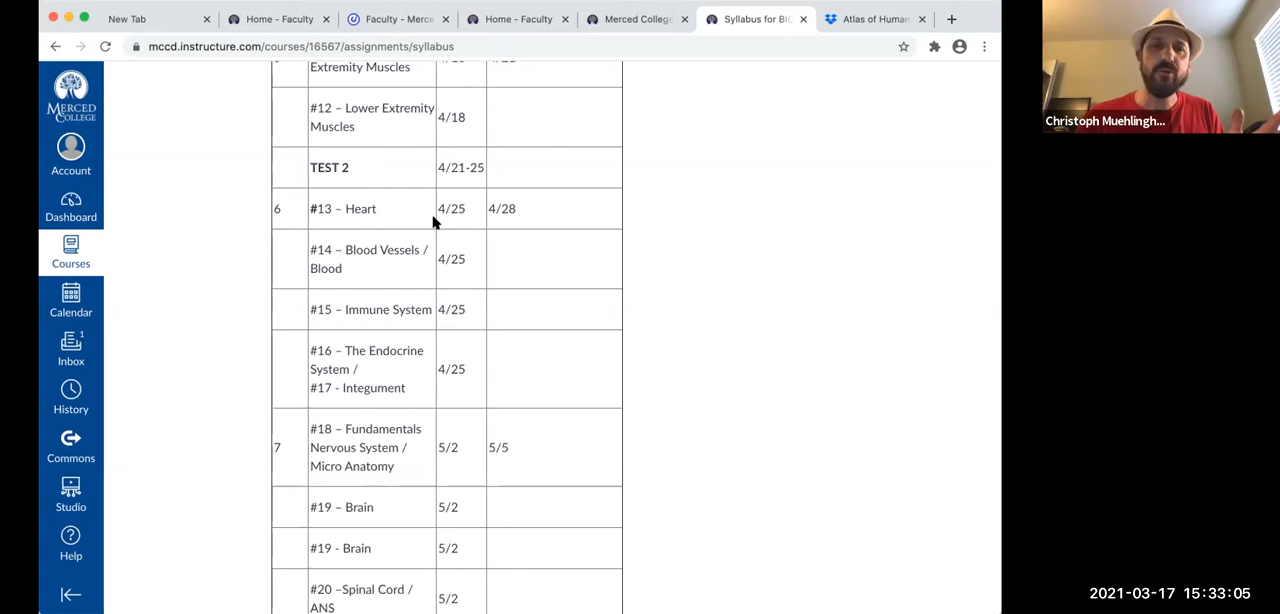 New Tab
Home - Faculty
Faculty - Merce
Home - Faculty
Merced College
Syllabus for BIO
Atlas of Human
mccd.instructure.com/courses/16567/assignments/syllabus
MERCED
COLLEGE
Account
Dashboard
Courses
Calendar
1
Inbox
History
Commons
Studio
Help
Extremity Muscles
#12 – Lower Extremity
Muscles
4/18
TEST 2 4/21-25
6 #13 – Heart 4/25 4/28
#14 – Blood Vessels /
Blood
4/25
#15 – Immune System 4/25
#16 – The Endocrine
System /
#17 - Integument
4/25
7
#18 – Fundamentals
Nervous System /
Micro Anatomy
5/2 5/5
#19 – Brain 5/2
#19 - Brain 5/2
#20 –Spinal Cord /
ANS
5/2
Christoph Muehlingh...
2021-03-17 15:33:05